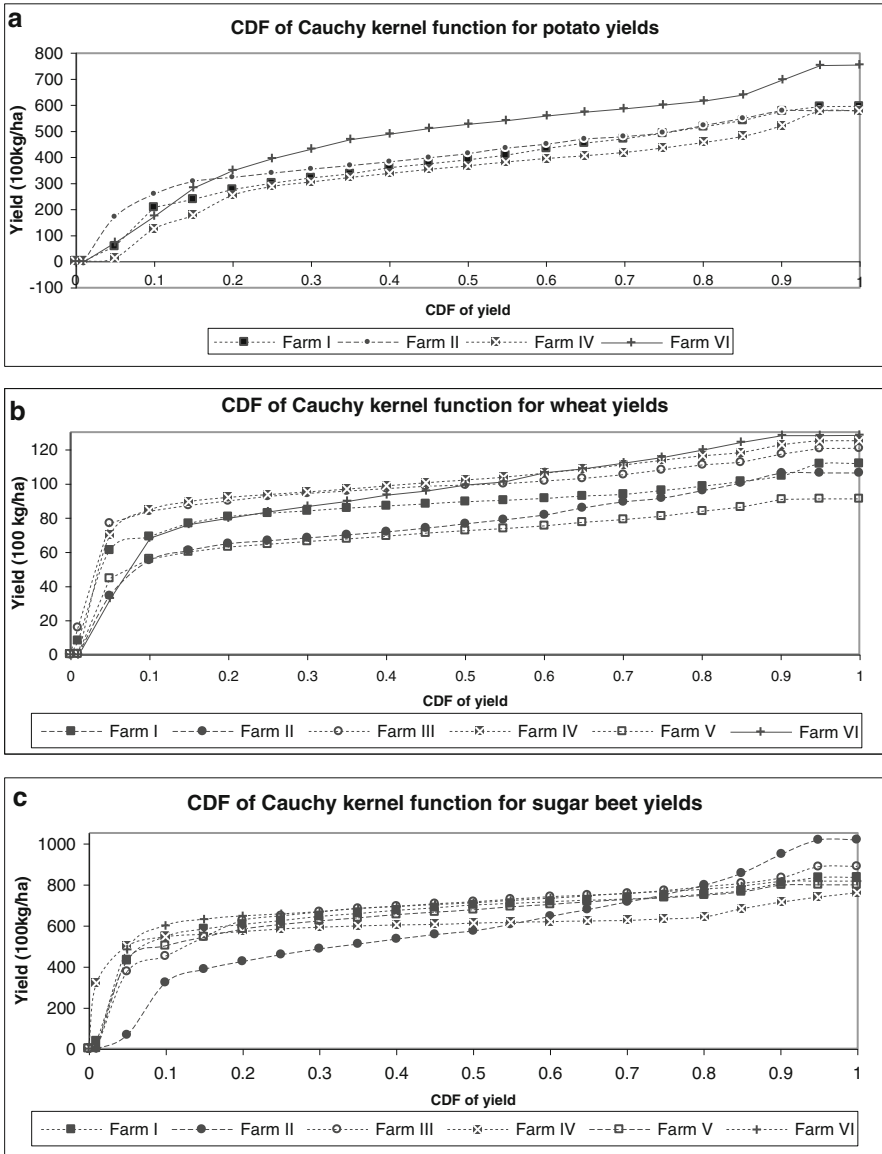 a
CDF of Cauchy kernel function for potato yields
Yield (100kg/ha)
800
700
600
500
400
300
200
100
0
-100
0 0.1 0.2 0.3 0.4 0.5 0.6 0.7 0.8 0.9 1
CDF of yield
Farm I Farm II Farm IV Farm VI
b
CDF of Cauchy kernel function for wheat yields
Yield (100 kg/ha)
120
100
80
60
40
20
0
0 0.1 0.2 0.3 0.4 0.5 0.6 0.7 0.8 0.9 1
CDF of yield
Farm I Farm II Farm III Farm IV Farm V Farm VI
c
CDF of Cauchy kernel function for sugar beet yields
Yield (100kg/ha)
1000
800
600
400
200
0
0 0.1 0.2 0.3 0.4 0.5 0.6 0.7 0.8 0.9 1
CDF of yield
Farm I Farm II Farm III Farm IV Farm V Farm VI